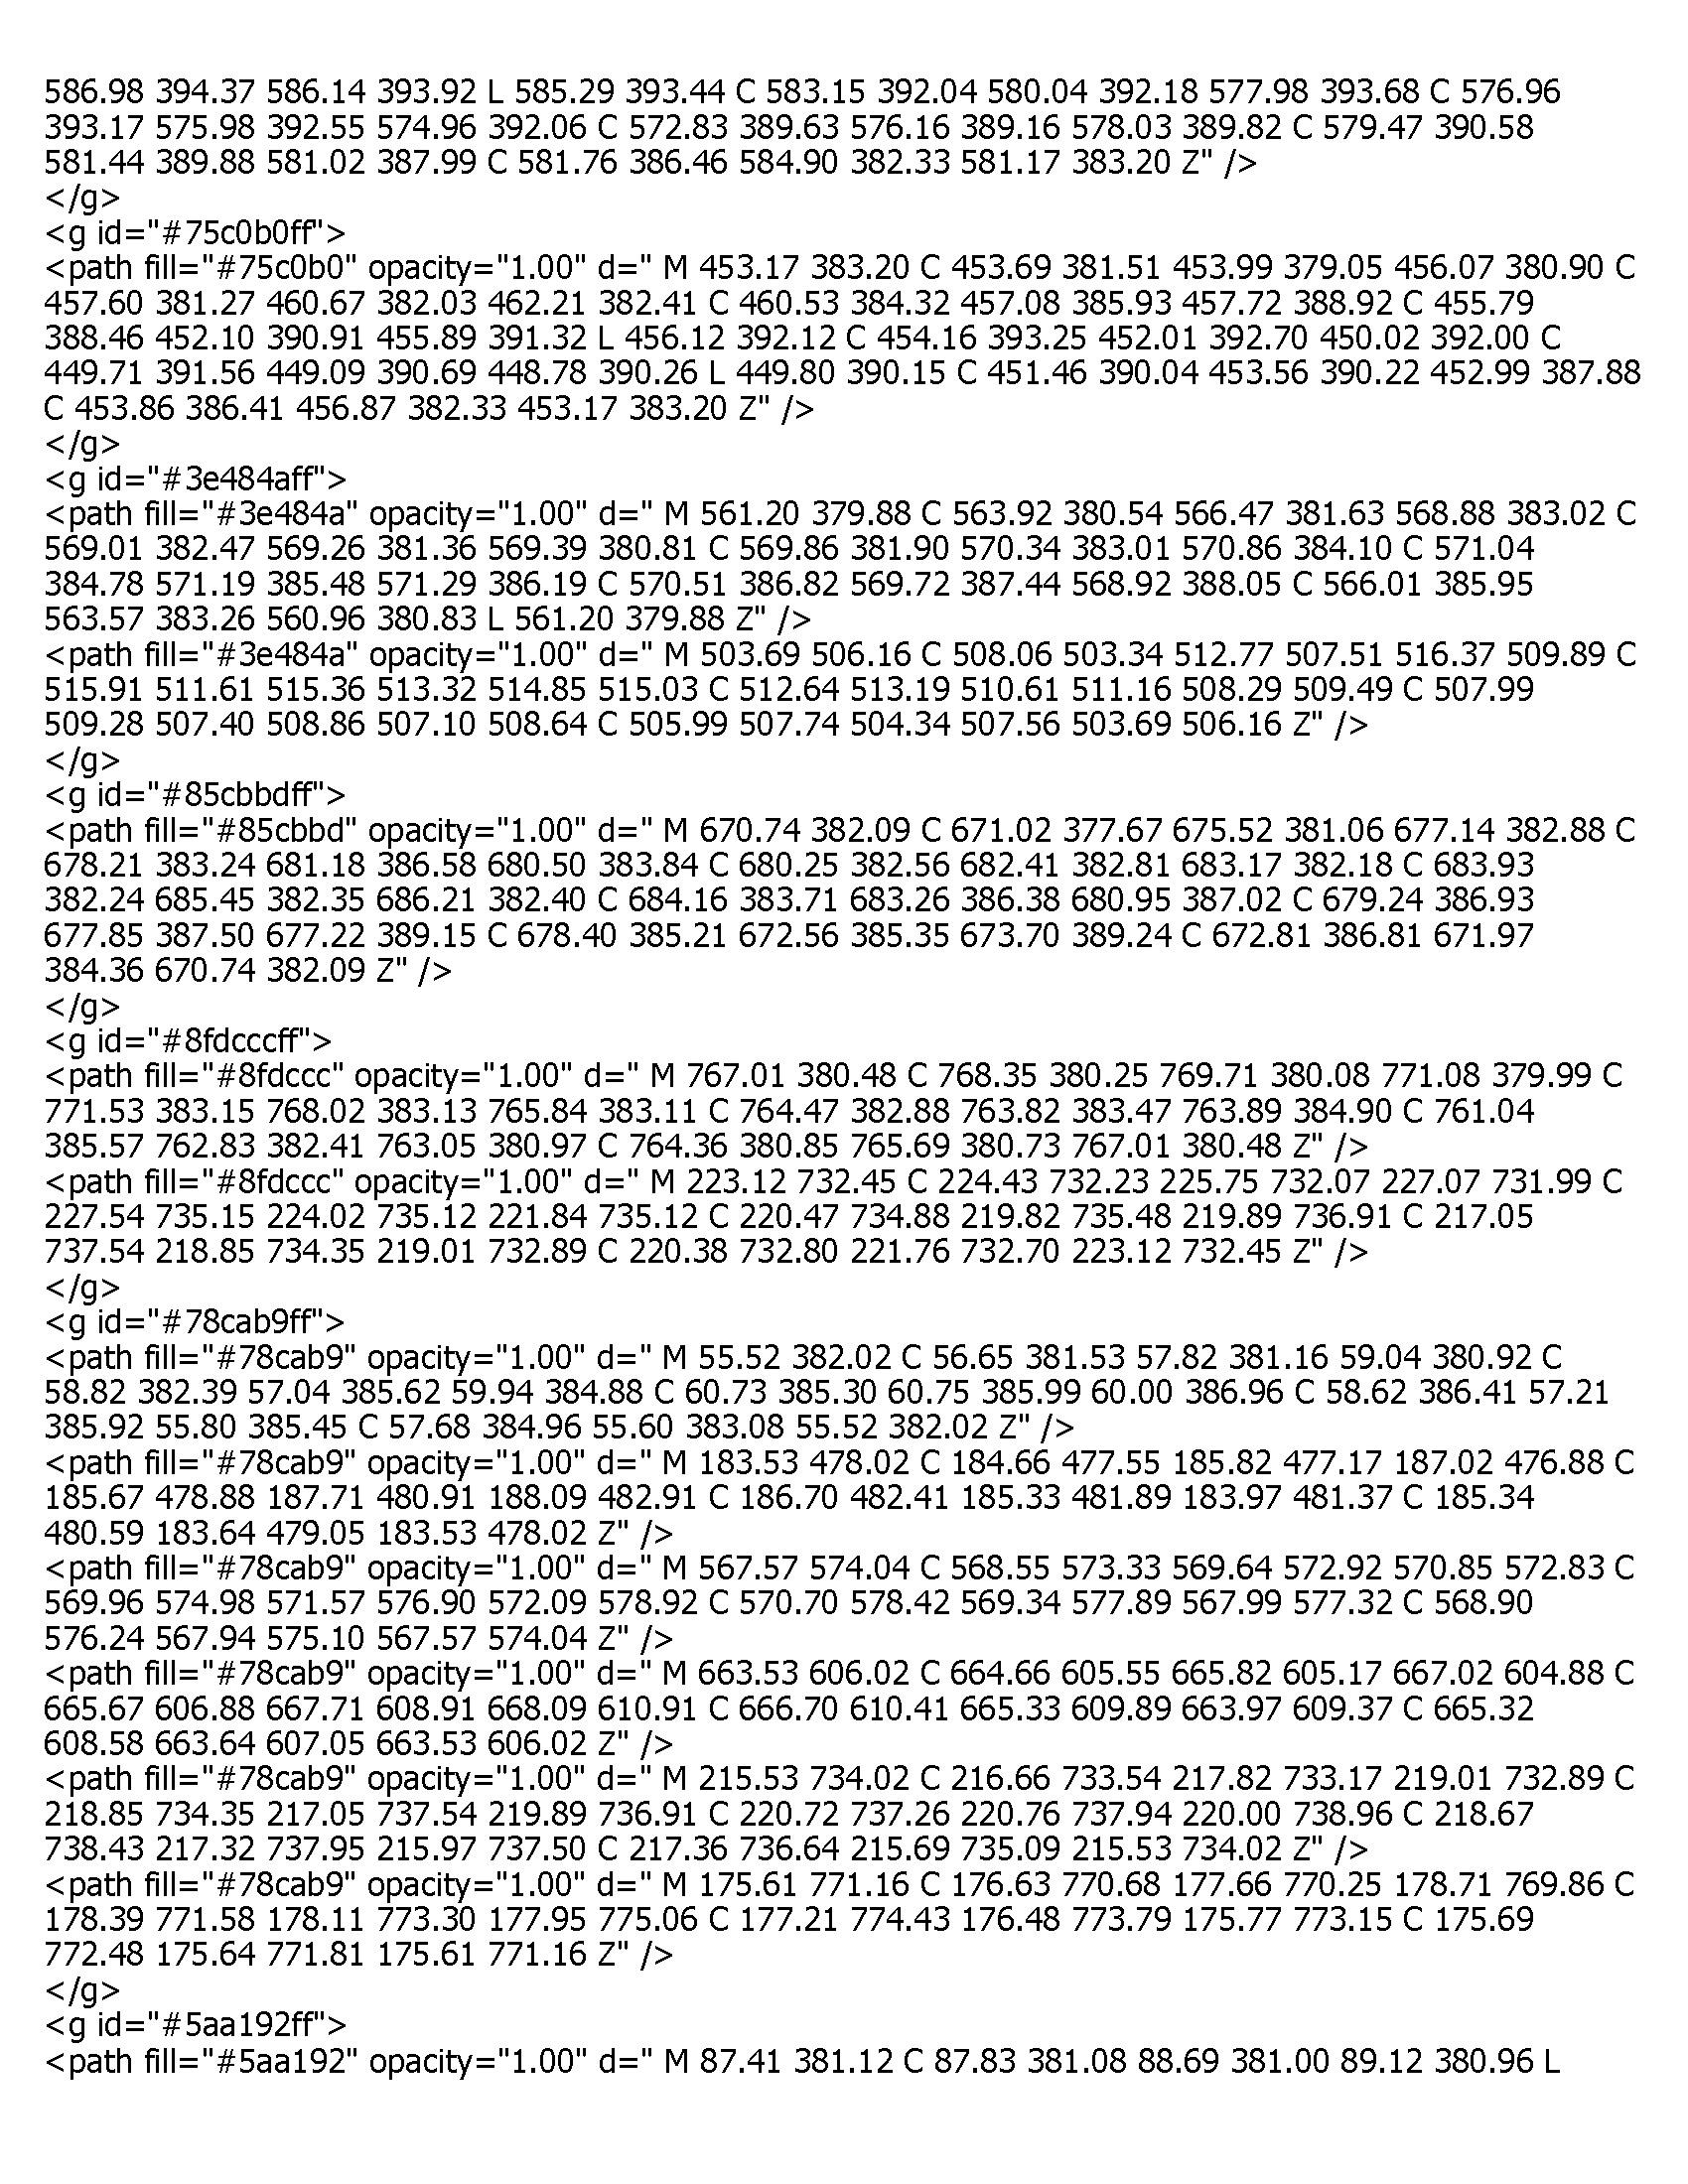 586.98 394.37 586.14 393.92 L 585.29 393.44 C 583.15 392.04 580.04 392.18 577.98 393.68 C 576.96
393.17 575.98 392.55 574.96 392.06 C 572.83 389.63 576.16 389.16 578.03 389.82 C 579.47 390.58
581.44 389.88 581.02 387.99 C 581.76 386.46 584.90 382.33 581.17 383.20 Z" />
</g>
<g id="#75c0b0ff">
<path fill="#75c0b0" opacity="1.00" d=" M 453.17 383.20 C 453.69 381.51 453.99 379.05 456.07 380.90 C
457.60 381.27 460.67 382.03 462.21 382.41 C 460.53 384.32 457.08 385.93 457.72 388.92 C 455.79
388.46 452.10 390.91 455.89 391.32 L 456.12 392.12 C 454.16 393.25 452.01 392.70 450.02 392.00 C
449.71 391.56 449.09 390.69 448.78 390.26 L 449.80 390.15 C 451.46 390.04 453.56 390.22 452.99 387.88
C 453.86 386.41 456.87 382.33 453.17 383.20 Z" />
</g>
<g id="#3e484aff">
<path fill="#3e484a" opacity="1.00" d=" M 561.20 379.88 C 563.92 380.54 566.47 381.63 568.88 383.02 C
569.01 382.47 569.26 381.36 569.39 380.81 C 569.86 381.90 570.34 383.01 570.86 384.10 C 571.04
384.78 571.19 385.48 571.29 386.19 C 570.51 386.82 569.72 387.44 568.92 388.05 C 566.01 385.95
563.57 383.26 560.96 380.83 L 561.20 379.88 Z" />
<path fill="#3e484a" opacity="1.00" d=" M 503.69 506.16 C 508.06 503.34 512.77 507.51 516.37 509.89 C
515.91 511.61 515.36 513.32 514.85 515.03 C 512.64 513.19 510.61 511.16 508.29 509.49 C 507.99
509.28 507.40 508.86 507.10 508.64 C 505.99 507.74 504.34 507.56 503.69 506.16 Z" />
</g>
<g id="#85cbbdff">
<path fill="#85cbbd" opacity="1.00" d=" M 670.74 382.09 C 671.02 377.67 675.52 381.06 677.14 382.88 C
678.21 383.24 681.18 386.58 680.50 383.84 C 680.25 382.56 682.41 382.81 683.17 382.18 C 683.93
382.24 685.45 382.35 686.21 382.40 C 684.16 383.71 683.26 386.38 680.95 387.02 C 679.24 386.93
677.85 387.50 677.22 389.15 C 678.40 385.21 672.56 385.35 673.70 389.24 C 672.81 386.81 671.97
384.36 670.74 382.09 Z" />
</g>
<g id="#8fdcccff">
<path fill="#8fdccc" opacity="1.00" d=" M 767.01 380.48 C 768.35 380.25 769.71 380.08 771.08 379.99 C
771.53 383.15 768.02 383.13 765.84 383.11 C 764.47 382.88 763.82 383.47 763.89 384.90 C 761.04
385.57 762.83 382.41 763.05 380.97 C 764.36 380.85 765.69 380.73 767.01 380.48 Z" />
<path fill="#8fdccc" opacity="1.00" d=" M 223.12 732.45 C 224.43 732.23 225.75 732.07 227.07 731.99 C
227.54 735.15 224.02 735.12 221.84 735.12 C 220.47 734.88 219.82 735.48 219.89 736.91 C 217.05
737.54 218.85 734.35 219.01 732.89 C 220.38 732.80 221.76 732.70 223.12 732.45 Z" />
</g>
<g id="#78cab9ff">
<path fill="#78cab9" opacity="1.00" d=" M 55.52 382.02 C 56.65 381.53 57.82 381.16 59.04 380.92 C
58.82 382.39 57.04 385.62 59.94 384.88 C 60.73 385.30 60.75 385.99 60.00 386.96 C 58.62 386.41 57.21
385.92 55.80 385.45 C 57.68 384.96 55.60 383.08 55.52 382.02 Z" />
<path fill="#78cab9" opacity="1.00" d=" M 183.53 478.02 C 184.66 477.55 185.82 477.17 187.02 476.88 C
185.67 478.88 187.71 480.91 188.09 482.91 C 186.70 482.41 185.33 481.89 183.97 481.37 C 185.34
480.59 183.64 479.05 183.53 478.02 Z" />
<path fill="#78cab9" opacity="1.00" d=" M 567.57 574.04 C 568.55 573.33 569.64 572.92 570.85 572.83 C
569.96 574.98 571.57 576.90 572.09 578.92 C 570.70 578.42 569.34 577.89 567.99 577.32 C 568.90
576.24 567.94 575.10 567.57 574.04 Z" />
<path fill="#78cab9" opacity="1.00" d=" M 663.53 606.02 C 664.66 605.55 665.82 605.17 667.02 604.88 C
665.67 606.88 667.71 608.91 668.09 610.91 C 666.70 610.41 665.33 609.89 663.97 609.37 C 665.32
608.58 663.64 607.05 663.53 606.02 Z" />
<path fill="#78cab9" opacity="1.00" d=" M 215.53 734.02 C 216.66 733.54 217.82 733.17 219.01 732.89 C
218.85 734.35 217.05 737.54 219.89 736.91 C 220.72 737.26 220.76 737.94 220.00 738.96 C 218.67
738.43 217.32 737.95 215.97 737.50 C 217.36 736.64 215.69 735.09 215.53 734.02 Z" />
<path fill="#78cab9" opacity="1.00" d=" M 175.61 771.16 C 176.63 770.68 177.66 770.25 178.71 769.86 C
178.39 771.58 178.11 773.30 177.95 775.06 C 177.21 774.43 176.48 773.79 175.77 773.15 C 175.69
772.48 175.64 771.81 175.61 771.16 Z" />
</g>
<g id="#5aa192ff">
<path fill="#5aa192" opacity="1.00" d=" M 87.41 381.12 C 87.83 381.08 88.69 381.00 89.12 380.96 L